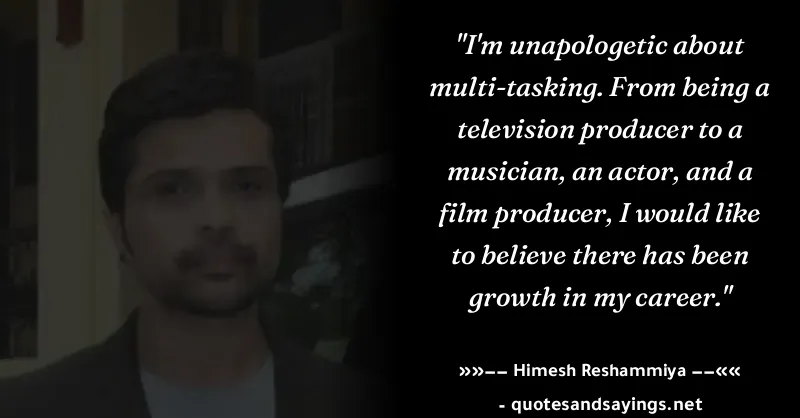 "I'm unapologetic about
multi-tasking. From being a
television producer to a
musician, an actor, and a
film producer, I would like
to believe there has been
growth in my career."
»»−− Himesh Reshammiya −−««
- quotesandsayings.net